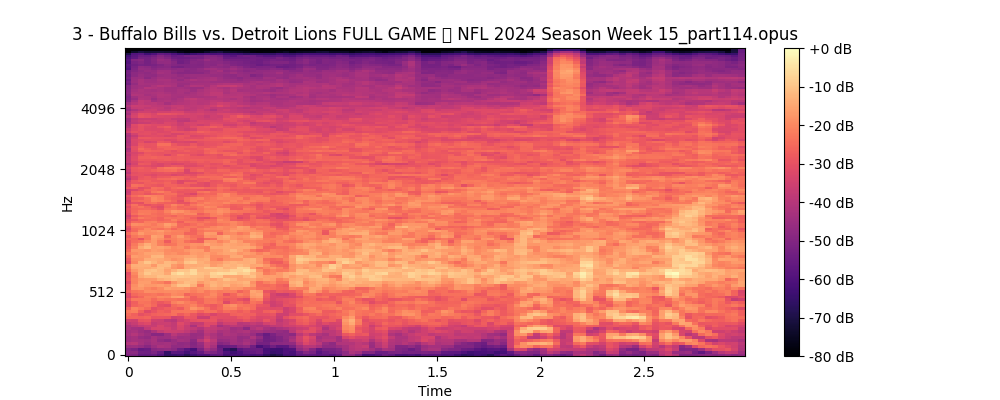 3 - Buffalo Bills vs. Detroit Lions FULL GAME ▯ NFL 2024 Season Week 15_part114.opus
+0 dB
-10 dB
-20 dB
-30 dB
-40 dB
-50 dB
-60 dB
-70 dB
-80 dB
4096
2048
1024
512
0
Hz
0
0.5
1
1.5
2
2.5
Time